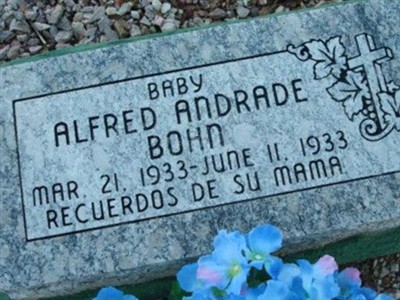 BABY
ALFRED ANDRADE
BOHN
MAR. 21. 1933-JUNE 11. 1933
RECUERDOS DE SU MAMA